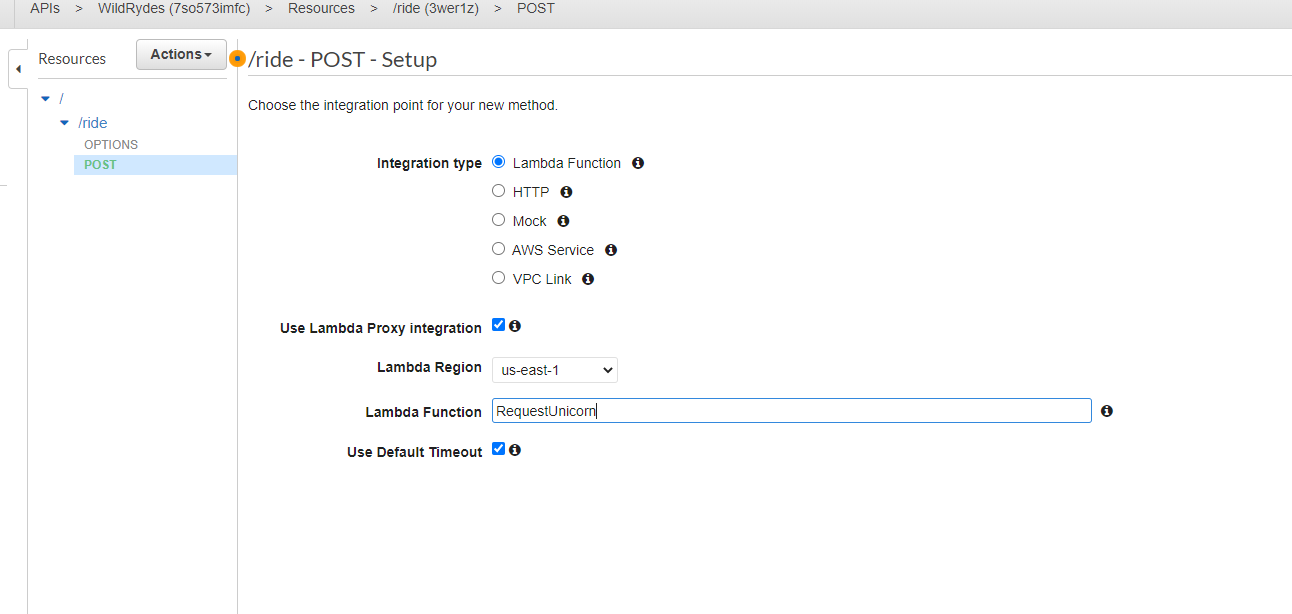 APIs > WildRydes (7so573imfc) > Resources > /ride (3wer1z) > POST
Resources
Actions
/ride - POST - Setup
/
/ride
OPTIONS
POST
Choose the integration point for your new method.
Integration type Lambda Function
HTTP
Mock
AWS Service
VPC Link
Use Lambda Proxy integration
Lambda Region us-east-1
Lambda Function RequestUnicorn
Use Default Timeout